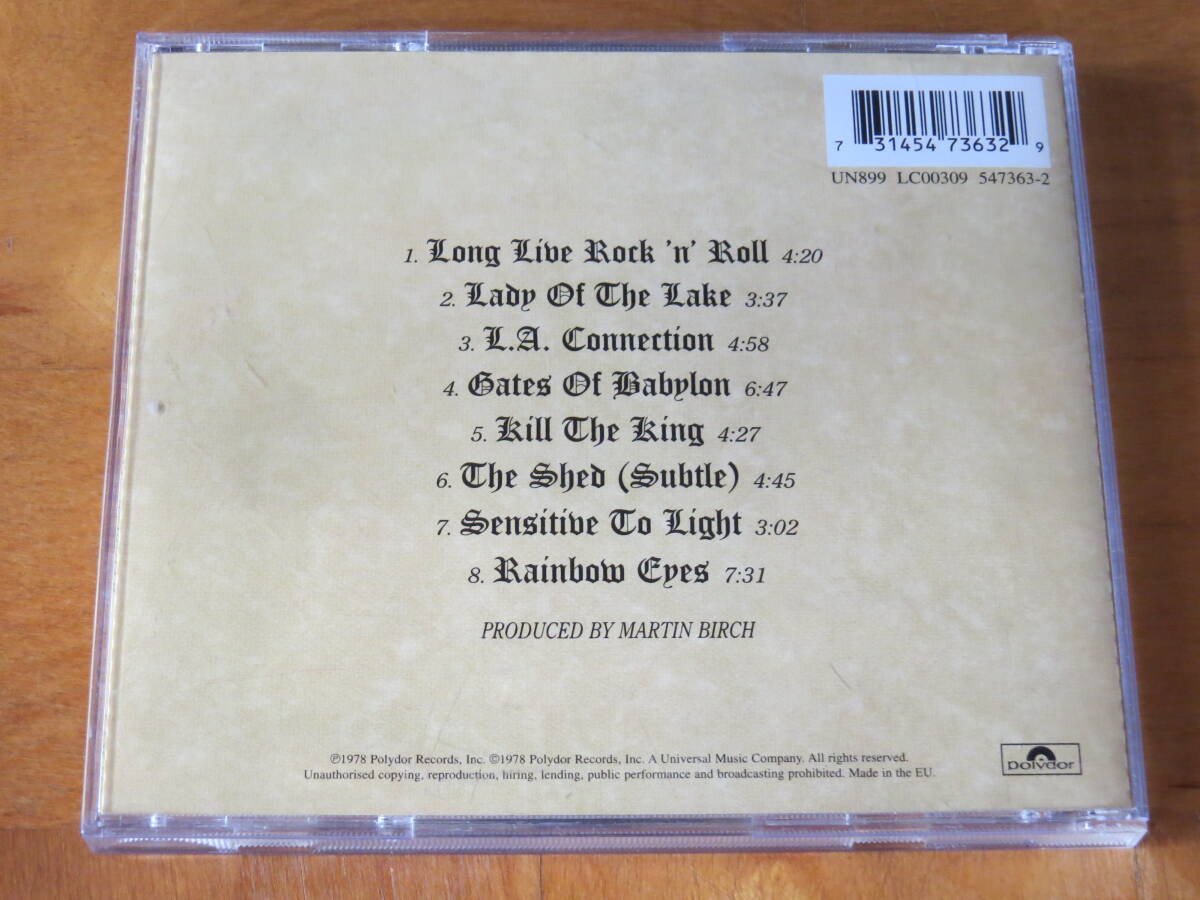 7 31454 73632 9
UN899 LC00309 547363-2
1. Long Live Rock 'n' Roll 4:20
2. Lady Of The Lake 3:37
3. L.A. Connection 4:58
4. Gates Of Babylon 6:47
5. Kill The King 4:27
6. The Shed (Subtle) 4:45
7. Sensitive To Light 3:02
8. Rainbow Eyes 7:31
PRODUCED BY MARTIN BIRCH
℗1978 Polydor Records, Inc. ©1978 Polydor Records, Inc. A Universal Music Company. All rights reserved.
Unauthorised copying, reproduction, hiring, lending, public performance and broadcasting prohibited. Made in the EU.
Polydor